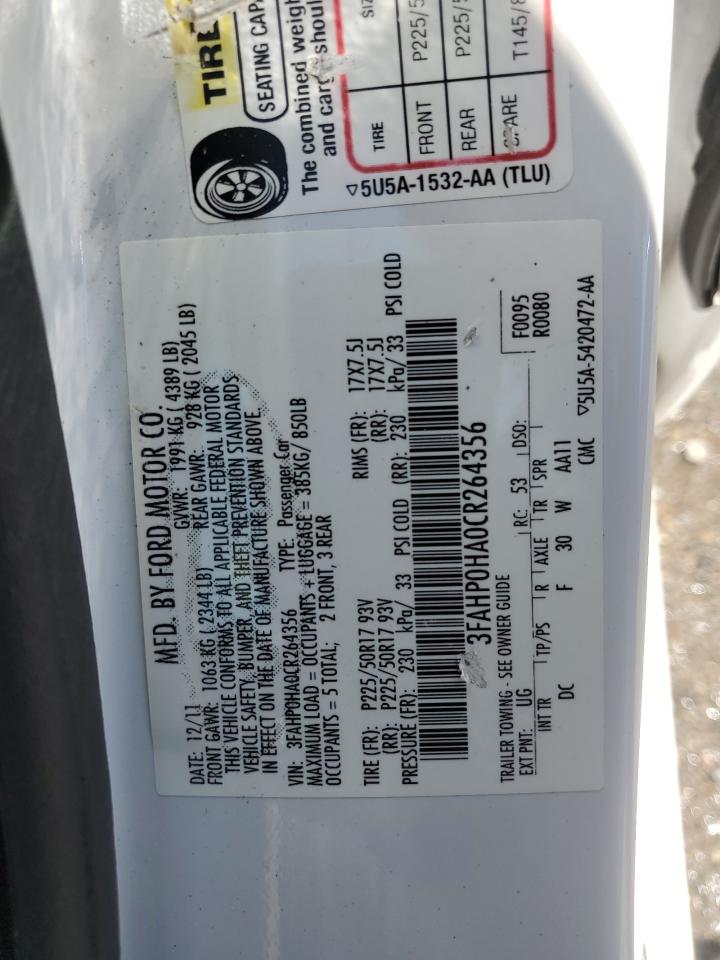 TIRE
SEATING CAPA
The combined weigh
and cargo shoul
TIRE SIZ
FRONT P225/5
REAR P225/5
SPARE T145/8
▽5U5A-1532-AA (TLU)
MFD. BY FORD MOTOR CO.
DATE: 12/11 GVWR: 1991 KG ( 4389 LB)
FRONT GAWR: 1063 KG ( 2344 LB) REAR GAWR: 928 KG ( 2045 LB)
THIS VEHICLE CONFORMS TO ALL APPLICABLE FEDERAL MOTOR
VEHICLE SAFETY, BUMPER, AND THEFT PREVENTION STANDARDS
IN EFFECT ON THE DATE OF MANUFACTURE SHOWN ABOVE.
VIN: 3FAHP0HA0CR264356 TYPE: Passenger Car
MAXIMUM LOAD = OCCUPANTS + LUGGAGE = 385KG/ 850LB
OCCUPANTS = 5 TOTAL; 2 FRONT, 3 REAR
TIRE (FR): P225/50R17 93V RIMS (FR): 17X7.5J
(RR): P225/50R17 93V (RR): 17X7.5J
PRESSURE (FR): 230 kPa/ 33 PSI COLD (RR): 230 kPa/ 33 PSI COLD
3FAHP0HA0CR264356
TRAILER TOWING - SEE OWNER GUIDE F0095
EXT PNT: UG RC: 53 DSO: R0080
INT TR TP/PS R AXLE TR SPR
DC F 30 W AA11
CMC ▽5U5A-5420472-AA